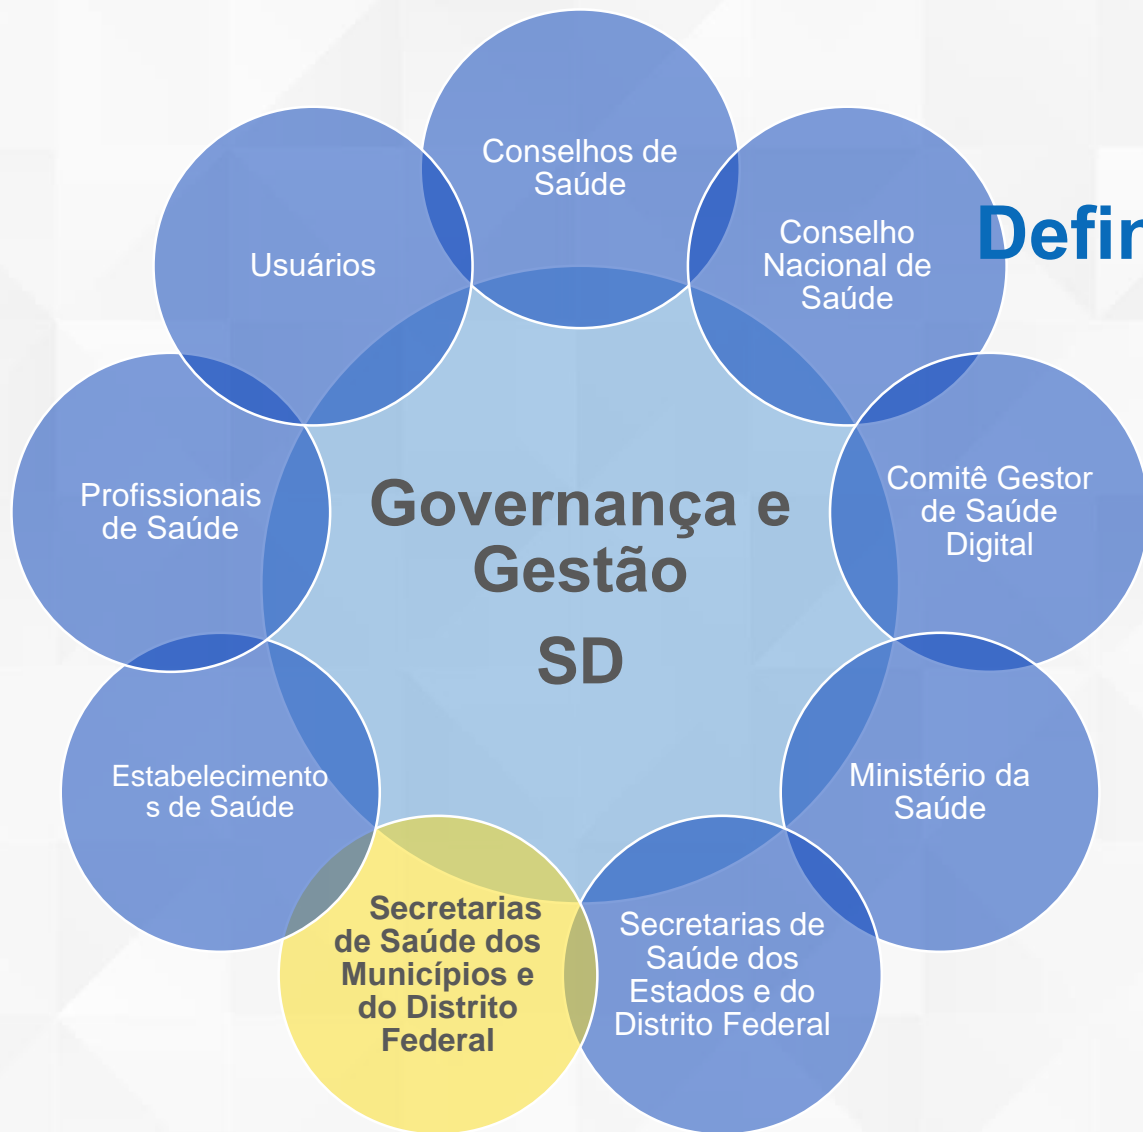 Conselhos de
Saúde
Conselho
Nacional de
Saúde
Defin
Usuários
Comitê Gestor
de Saúde
Digital
Profissionais
de Saúde
Governança e
Gestão
SD
Ministério da
Saúde
Estabelecimento
s de Saúde
Secretarias de
Saúde dos
Estados e do
Distrito Federal
Secretarias
de Saúde dos
Municípios e
do Distrito
Federal